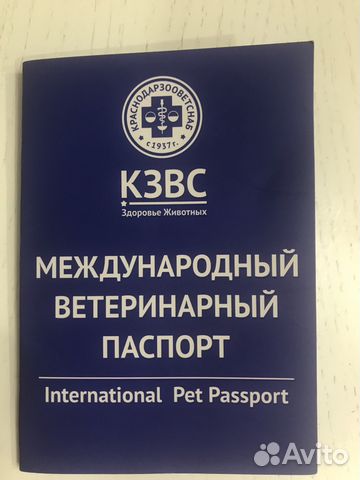 КРАСНОДАРЗООВЕТСНАБ
с 1937г.
КЗВС
Здоровье Животных
МЕЖДУНАРОДНЫЙ
ВЕТЕРИНАРНЫЙ
ПАСПОРТ
International Pet Passport
Avito